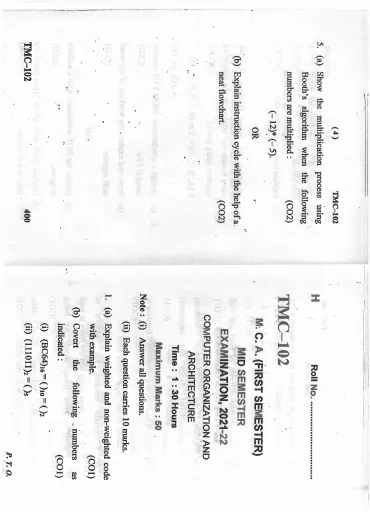 ( 4 )
TMC–102
5. (a) Show the multiplication process using
Booth's algorithm when the following
numbers are multiplied :
(CO2)
(– 12)* (– 5).
OR
(b) Explain instruction cycle with the help of a
neat flowchart.
(CO2)
TMC–102
400
H
Roll No. ..............................
TMC–102
M. C. A. (FIRST SEMESTER)
MID SEMESTER
EXAMINATION, 2021-22
COMPUTER ORGANIZATION AND
ARCHITECTURE
Time : 1 : 30 Hours
Maximum Marks : 50
Note : (i) Answer all questions.
(ii) Each question carries 10 marks.
1. (a) Explain weighted and non-weighted code
with example.
(CO1)
(b) Covert the following numbers as
indicated :
(CO1)
(i) (BC64)₁₆ = ( )₁₀ = ( )₂
(ii) (111011)₂ = ( )₈
P. T. O.